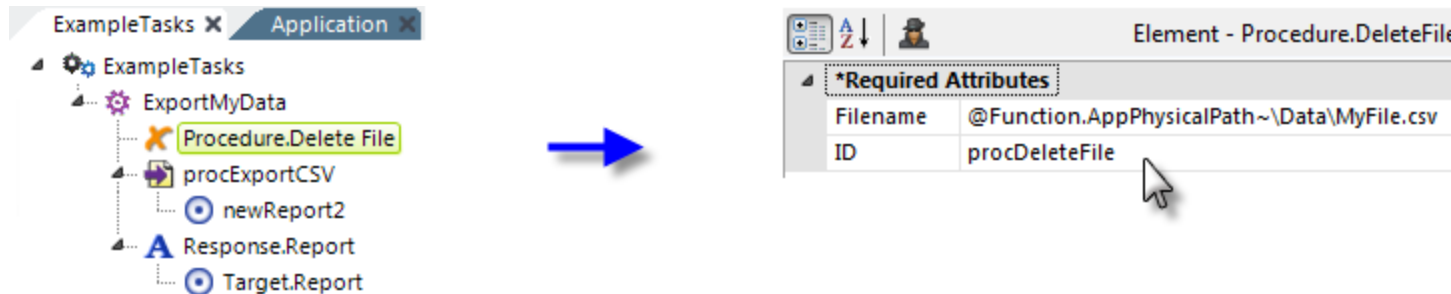 ExampleTasks
Application
ExampleTasks
ExportMyData
Procedure.Delete File
procExportCSV
newReport2
Response.Report
Target.Report
Element - Procedure.DeleteFile
*Required Attributes
Filename @Function.AppPhysicalPath~\Data\MyFile.csv
ID procDeleteFile